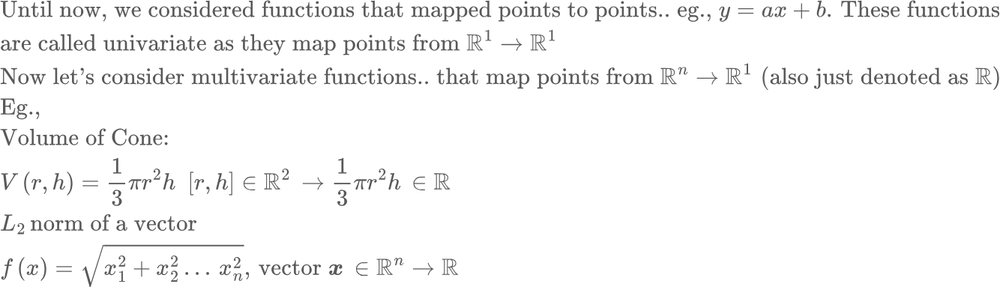 Until now, we considered functions that mapped points to points.. eg., $y = ax + b$. These functions
are called univariate as they map points from $\mathbb{R}^1 \rightarrow \mathbb{R}^1$
Now let's consider multivariate functions.. that map points from $\mathbb{R}^n \rightarrow \mathbb{R}^1$ (also just denoted as $\mathbb{R}$)
Eg.,
Volume of Cone:
$V(r, h) = \frac{1}{3}\pi r^2 h \;\; [r, h] \in \mathbb{R}^2 \rightarrow \frac{1}{3}\pi r^2 h \in \mathbb{R}$
$L_2$ norm of a vector
$f(x) = \sqrt{x_1^2 + x_2^2 \ldots x_n^2}$, vector $\boldsymbol{x} \in \mathbb{R}^n \rightarrow \mathbb{R}$